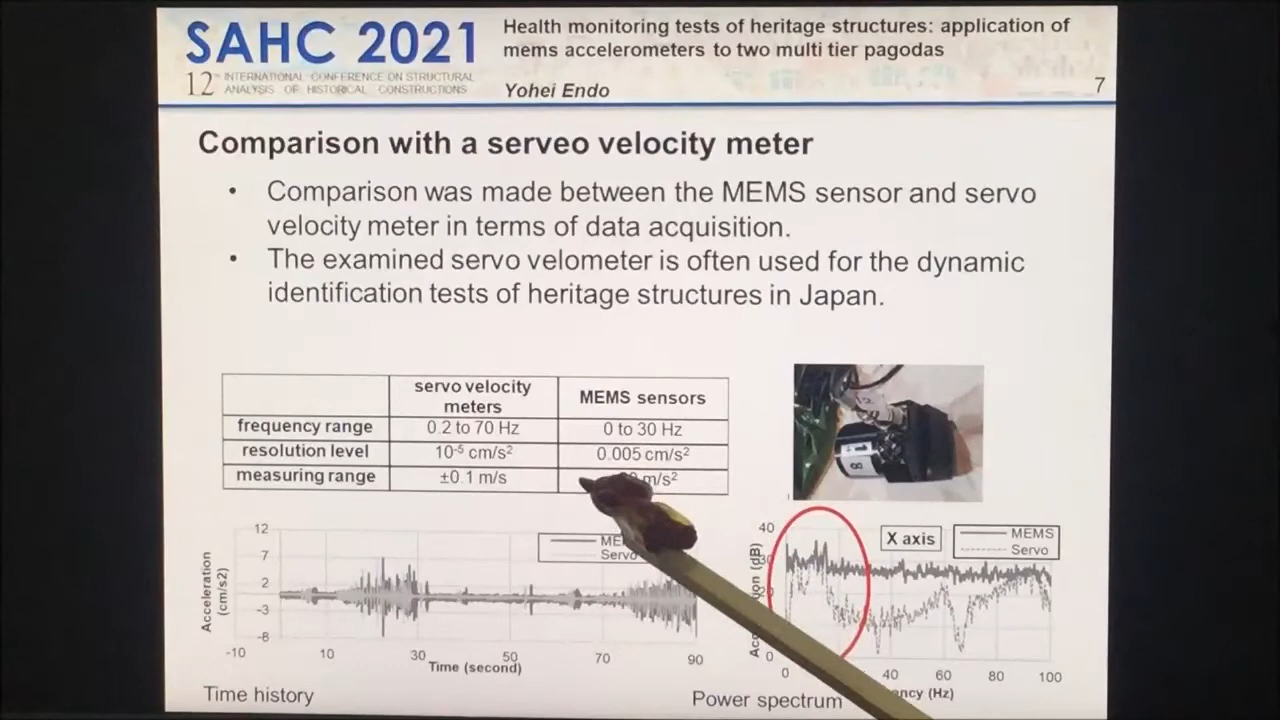 SAHC 2021
12th INTERNATIONAL CONFERENCE ON STRUCTURAL
ANALYSIS OF HISTORICAL CONSTRUCTIONS
Health monitoring tests of heritage structures: application of
mems accelerometers to two multi tier pagodas
Yohei Endo
7
Comparison with a serveo velocity meter
• Comparison was made between the MEMS sensor and servo
velocity meter in terms of data acquisition.
• The examined servo velometer is often used for the dynamic
identification tests of heritage structures in Japan.
servo velocity
meters
MEMS sensors
frequency range 0.2 to 70 Hz 0 to 30 Hz
resolution level 10⁻⁵ cm/s² 0.005 cm/s²
measuring range ±0.1 m/s m/s²
1
8
Acceleration
(cm/s2)
12
7
2
-3
-8
-10 10 30 50 70 90
Time (second)
Servo
Time history
40
0
X axis
MEMS
Servo
(dB)
0 40 60 80 100
(Hz)
Power spectrum